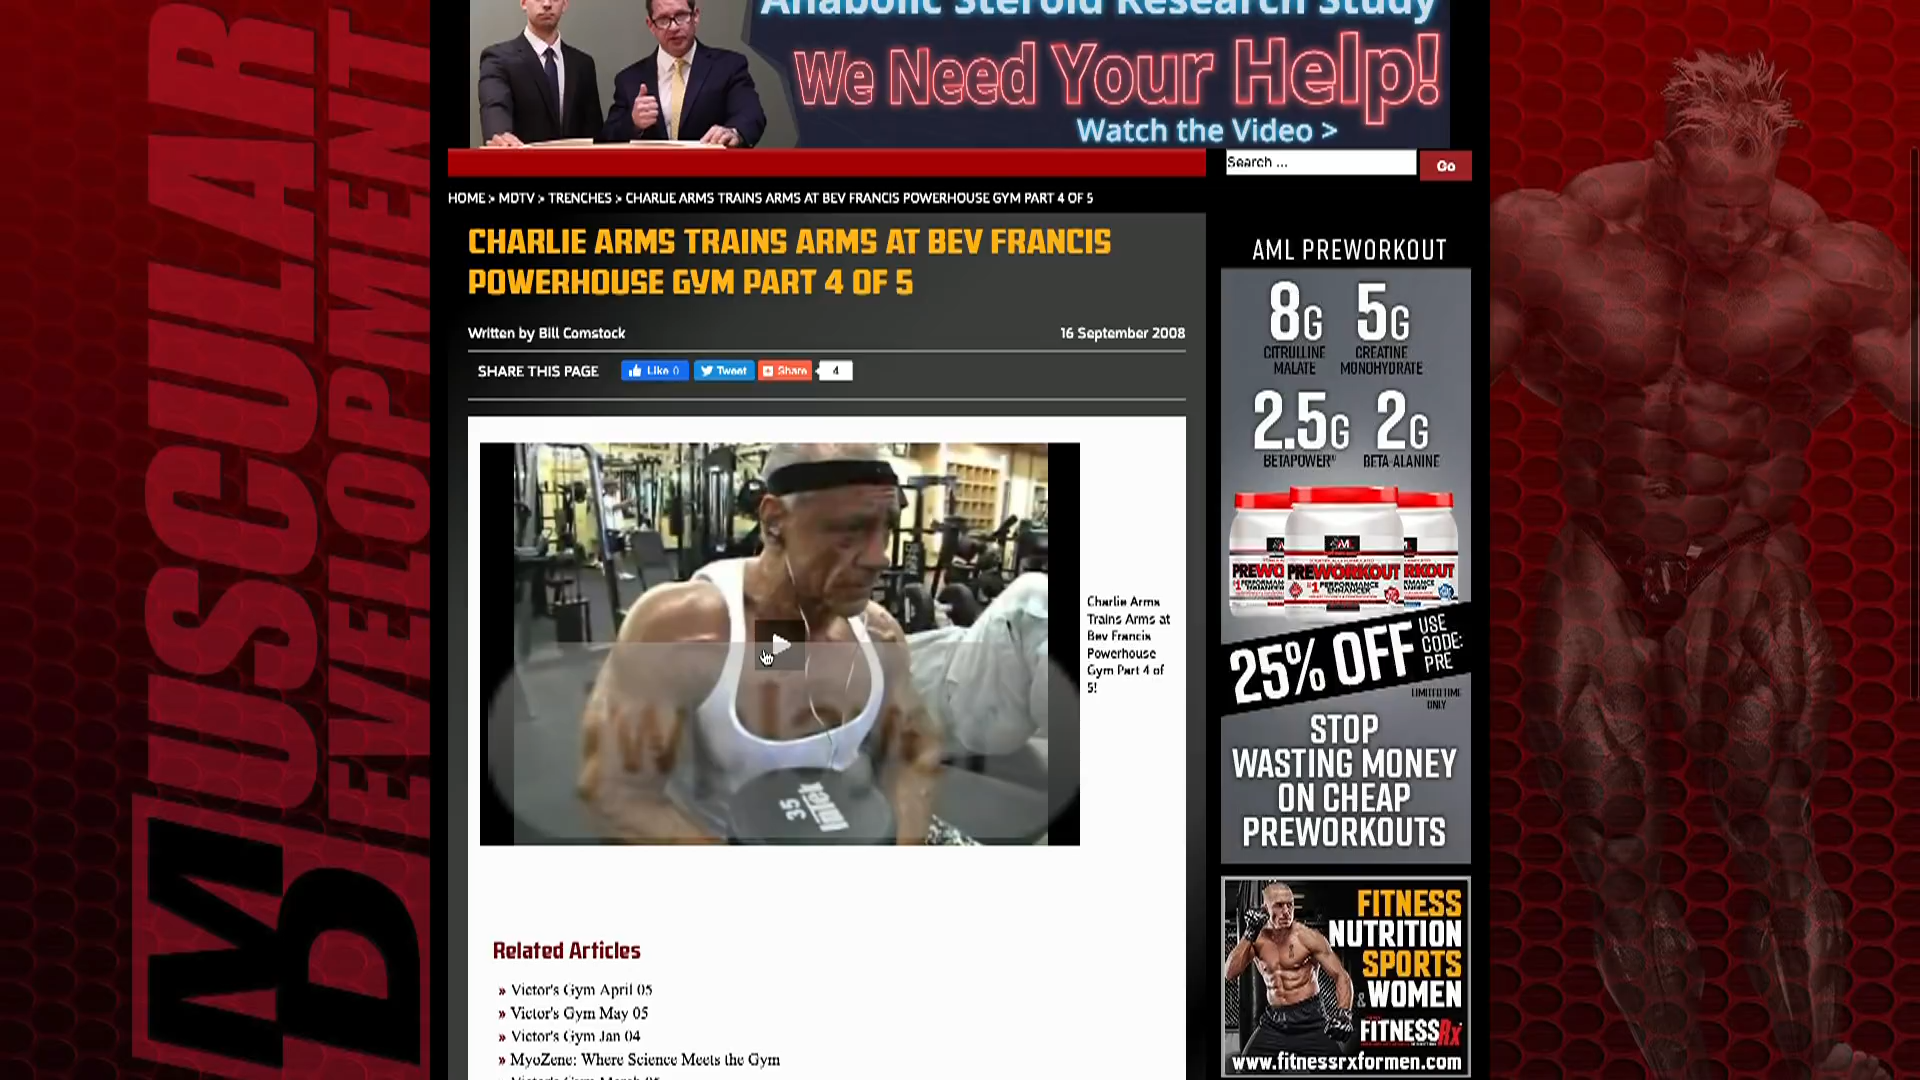 Anabolic Steroid Research Study
We Need Your Help!
Watch the Video >
Search ...
Go
HOME > MDTV > TRENCHES > CHARLIE ARMS TRAINS ARMS AT BEV FRANCIS POWERHOUSE GYM PART 4 OF 5
CHARLIE ARMS TRAINS ARMS AT BEV FRANCIS
POWERHOUSE GYM PART 4 OF 5
Written by Bill Comstock
16 September 2008
SHARE THIS PAGE
Like 0
Tweet
Share
4
Charlie Arms
Trains Arms at
Bev Francis
Powerhouse
Gym Part 4 of
5!
35
Related Articles
» Victor's Gym April 05
» Victor's Gym May 05
» Victor's Gym Jan 04
» MyoZene: Where Science Meets the Gym
AML PREWORKOUT
8G 5G
CITRULLINE CREATINE
MALATE MONOHYDRATE
2.5G 2G
BETAPOWER BETA-ALANINE
PREWORKOUT
#1 PERFORMANCE
ENHANCER
25% OFF
USE
CODE:
PRE
LIMITED TIME
ONLY
STOP
WASTING MONEY
ON CHEAP
PREWORKOUTS
FITNESS
NUTRITION
SPORTS
& WOMEN
FITNESSRx
www.fitnessrxformen.com
MUSCULAR
DEVELOPMENT
MD